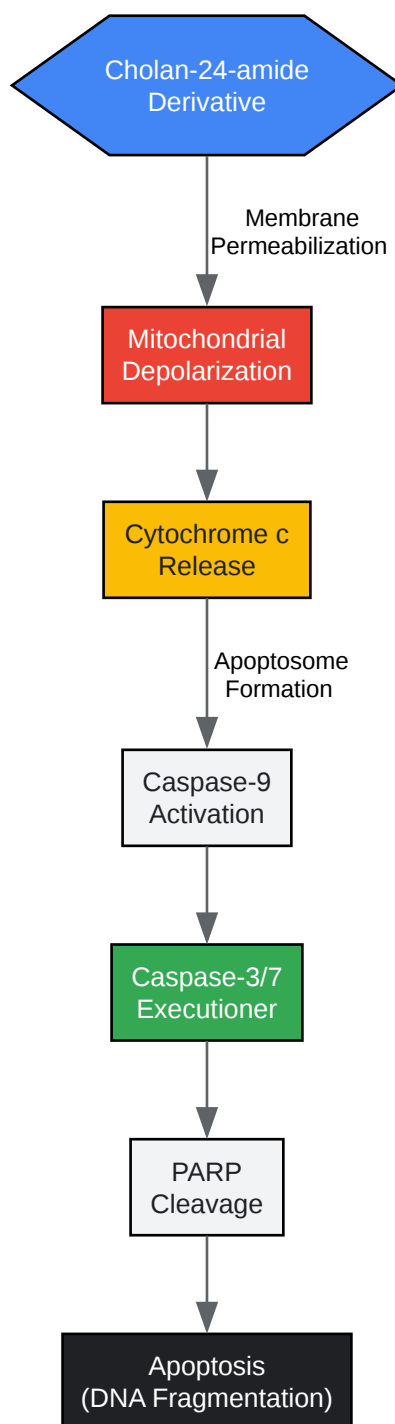 Cholan-24-amide
Derivative
Membrane
Permeabilization
Mitochondrial
Depolarization
Cytochrome c
Release
Apoptosome
Formation
Caspase-9
Activation
Caspase-3/7
Executioner
PARP
Cleavage
Apoptosis
(DNA Fragmentation)